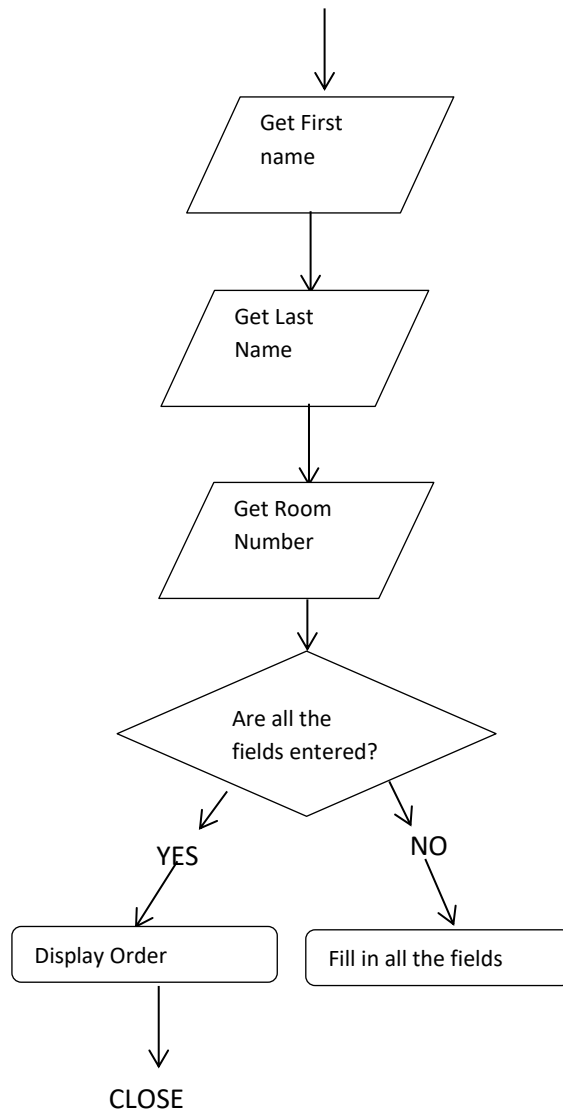 Get First
name
Get Last
Name
Get Room
Number
Are all the
fields entered?
YES
NO
Display Order
Fill in all the fields
CLOSE